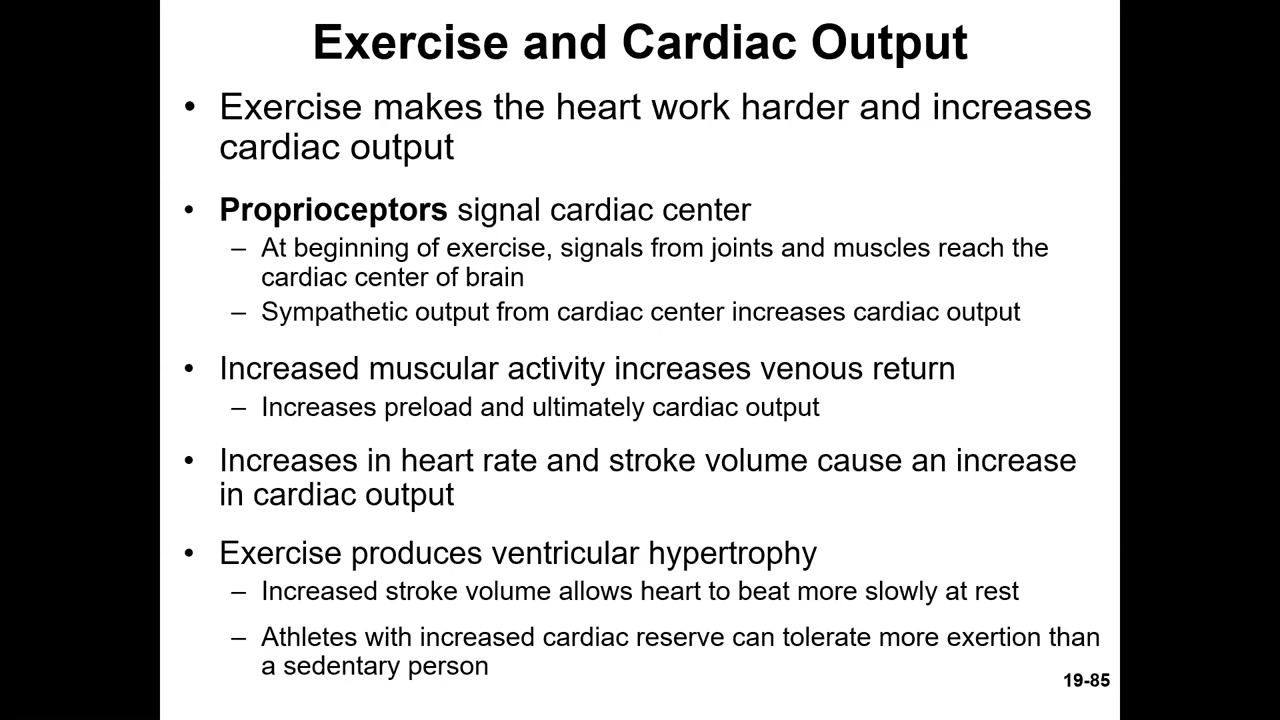 Exercise and Cardiac Output
• Exercise makes the heart work harder and increases
cardiac output
• Proprioceptors signal cardiac center
– At beginning of exercise, signals from joints and muscles reach the
cardiac center of brain
– Sympathetic output from cardiac center increases cardiac output
• Increased muscular activity increases venous return
– Increases preload and ultimately cardiac output
• Increases in heart rate and stroke volume cause an increase
in cardiac output
• Exercise produces ventricular hypertrophy
– Increased stroke volume allows heart to beat more slowly at rest
– Athletes with increased cardiac reserve can tolerate more exertion than
a sedentary person
19-85